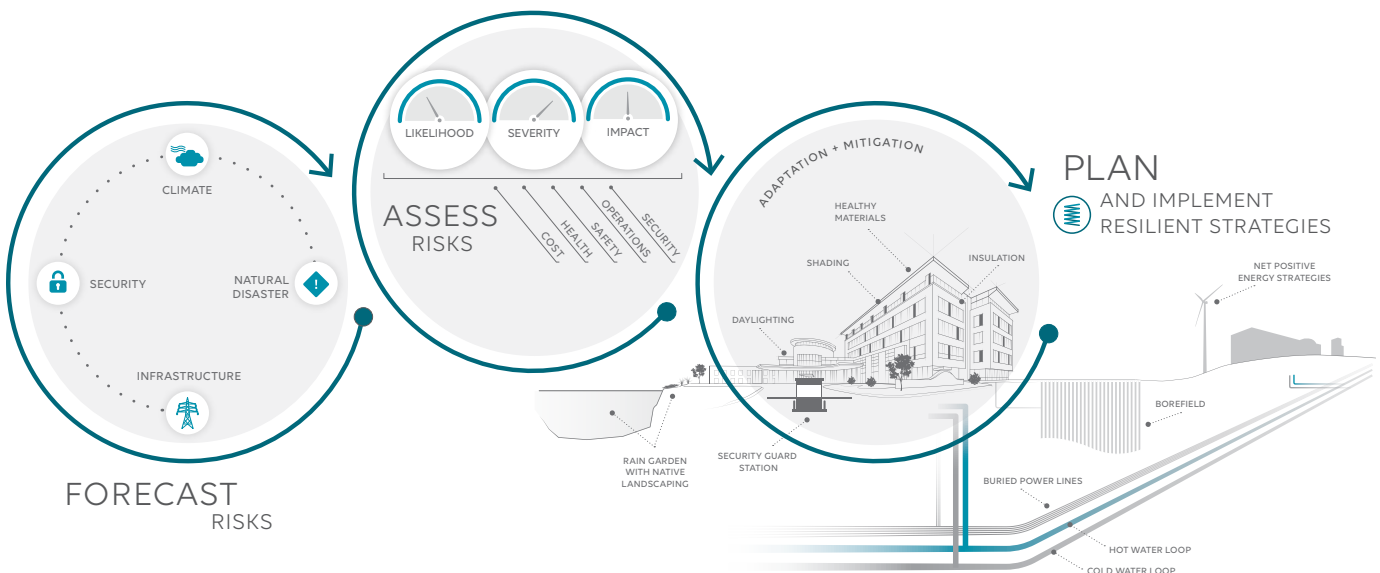 CLIMATE
SECURITY
NATURAL
DISASTER
INFRASTRUCTURE
FORECAST
RISKS
LIKELIHOOD
SEVERITY
IMPACT
ASSESS
RISKS
COST
HEALTH
SAFETY
OPERATIONS
SECURITY
ADAPTATION + MITIGATION
HEALTHY
MATERIALS
SHADING
INSULATION
DAYLIGHTING
RAIN GARDEN
WITH NATIVE
LANDSCAPING
SECURITY GUARD
STATION
PLAN
AND IMPLEMENT
RESILIENT STRATEGIES
NET POSITIVE
ENERGY STRATEGIES
BOREFIELD
BURIED POWER LINES
HOT WATER LOOP
COLD WATER LOOP